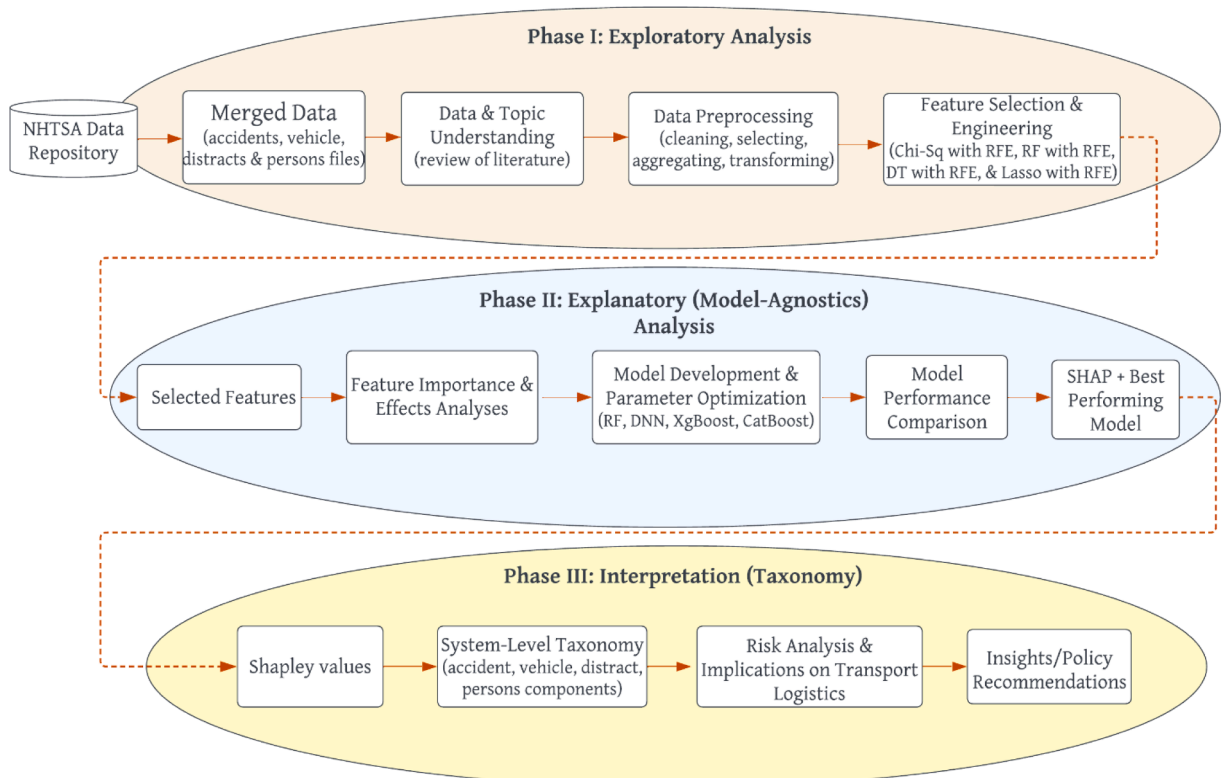 Phase I: Exploratory Analysis
NHTSA Data
Repository
Merged Data
(accidents, vehicle,
distracts & persons files)
Data & Topic
Understanding
(review of literature)
Data Preprocessing
(cleaning, selecting,
aggregating, transforming)
Feature Selection &
Engineering
(Chi-Sq with RFE, RF with RFE,
DT with RFE, & Lasso with RFE)
Phase II: Explanatory (Model-Agnostics)
Analysis
Selected Features
Feature Importance &
Effects Analyses
Model Development &
Parameter Optimization
(RF, DNN, XgBoost, CatBoost)
Model
Performance
Comparison
SHAP + Best
Performing
Model
Phase III: Interpretation (Taxonomy)
Shapley values
System-Level Taxonomy
(accident, vehicle, distract,
persons components)
Risk Analysis &
Implications on Transport
Logistics
Insights/Policy
Recommendations